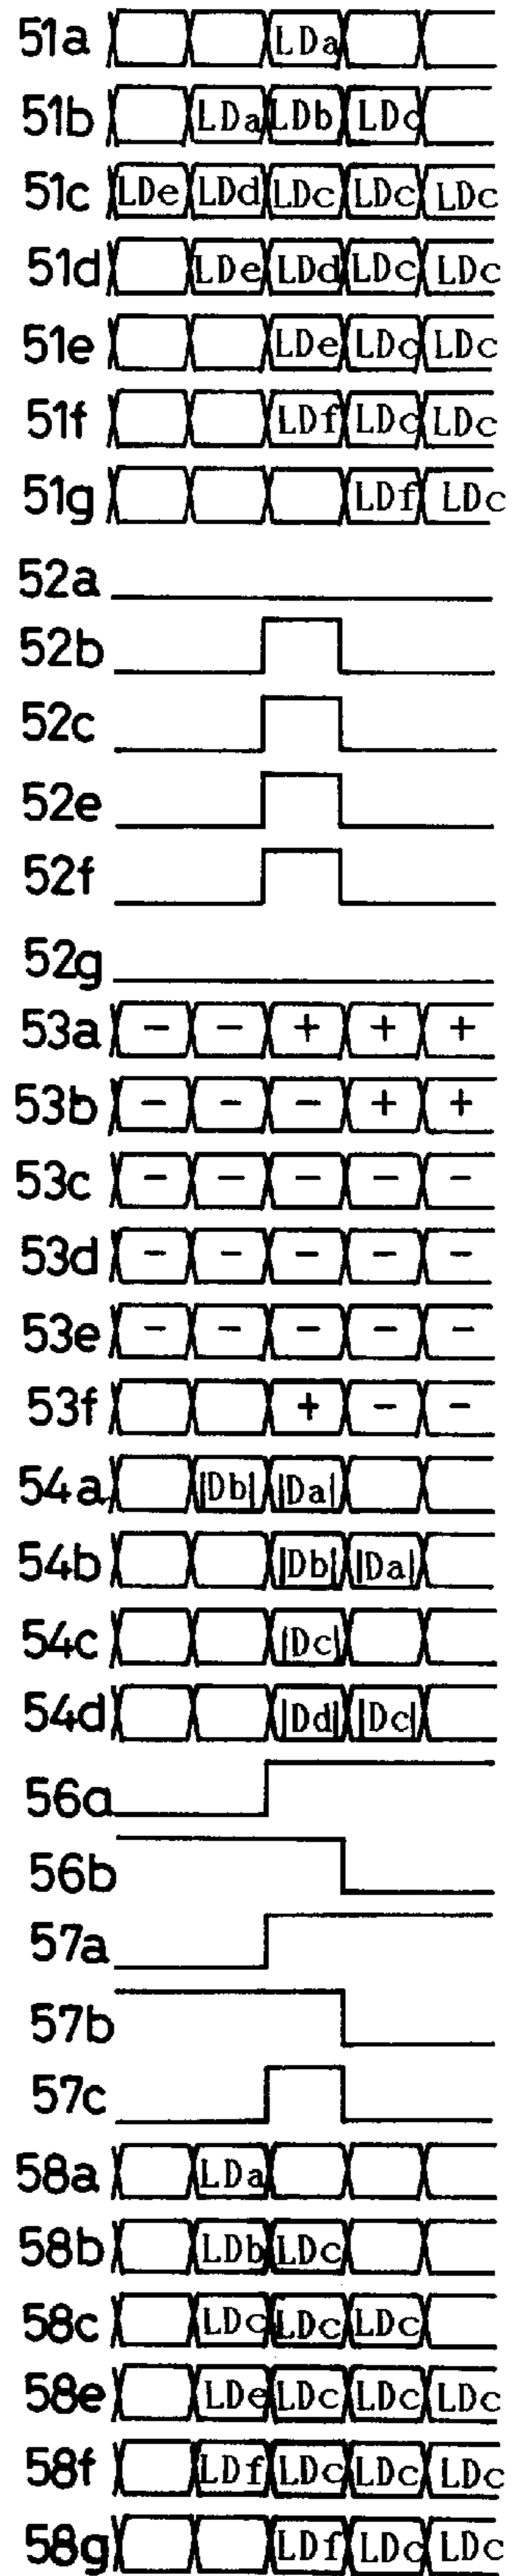 51a LDa
51b LDa LDb LDc
51c LDe LDd LDc LDc LDc
51d LDe LDd LDc LDc
51e LDe LDc LDc
51f LDf LDc LDc
51g LDf LDc
52a
52b
52c
52e
52f
52g
53a - - + + +
53b - - - + +
53c - - - - -
53d - - - - -
53e - - - - -
53f + - -
54a |Db| |Da|
54b |Db| |Da|
54c |Dc|
54d |Dd| |Dc|
56a
56b
57a
57b
57c
58a LDa
58b LDb LDc
58c LDc LDc LDc
58e LDe LDc LDc LDc
58f LDf LDc LDc LDc
58g LDf LDc LDc